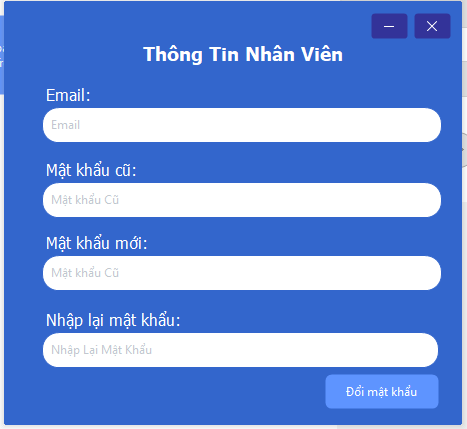 Thông Tin Nhân Viên
Email:
Email
Mật khẩu cũ:
Mật khẩu Cũ
Mật khẩu mới:
Mật khẩu Cũ
Nhập lại mật khẩu:
Nhập Lại Mật Khẩu
Đổi mật khẩu